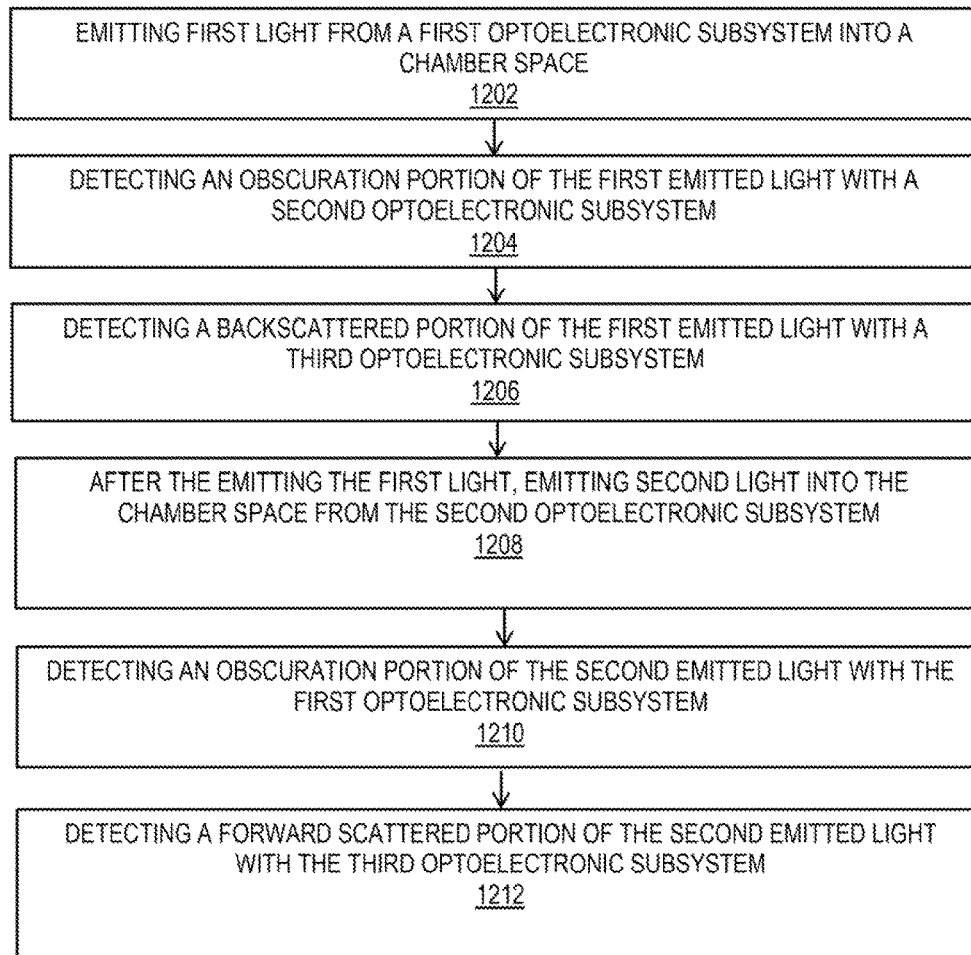 EMITTING FIRST LIGHT FROM A FIRST OPTOELECTRONIC SUBSYSTEM INTO A
CHAMBER SPACE
1202
DETECTING AN OBSCURATION PORTION OF THE FIRST EMITTED LIGHT WITH A
SECOND OPTOELECTRONIC SUBSYSTEM
1204
DETECTING A BACKSCATTERED PORTION OF THE FIRST EMITTED LIGHT WITH A
THIRD OPTOELECTRONIC SUBSYSTEM
1206
AFTER THE EMITTING THE FIRST LIGHT, EMITTING SECOND LIGHT INTO THE
CHAMBER SPACE FROM THE SECOND OPTOELECTRONIC SUBSYSTEM
1208
DETECTING AN OBSCURATION PORTION OF THE SECOND EMITTED LIGHT WITH THE
FIRST OPTOELECTRONIC SUBSYSTEM
1210
DETECTING A FORWARD SCATTERED PORTION OF THE SECOND EMITTED LIGHT
WITH THE THIRD OPTOELECTRONIC SUBSYSTEM
1212